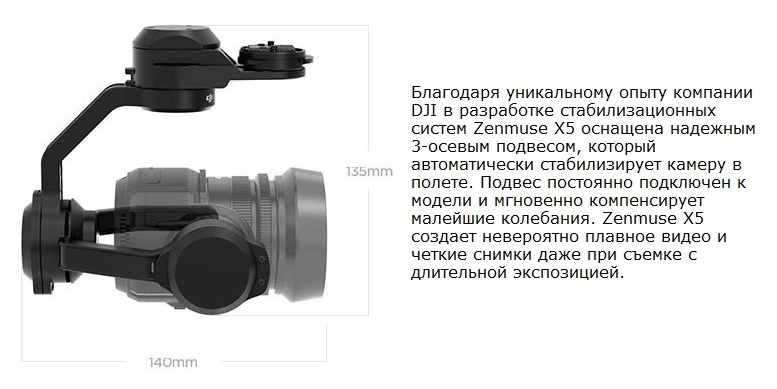 135mm
140mm
Благодаря уникальному опыту компании
DJI в разработке стабилизационных
систем Zenmuse X5 оснащена надежным
3-осевым подвесом, который
автоматически стабилизирует камеру в
полете. Подвес постоянно подключен к
модели и мгновенно компенсирует
малейшие колебания. Zenmuse X5
создает невероятно плавное видео и
четкие снимки даже при съемке с
длительной экспозицией.